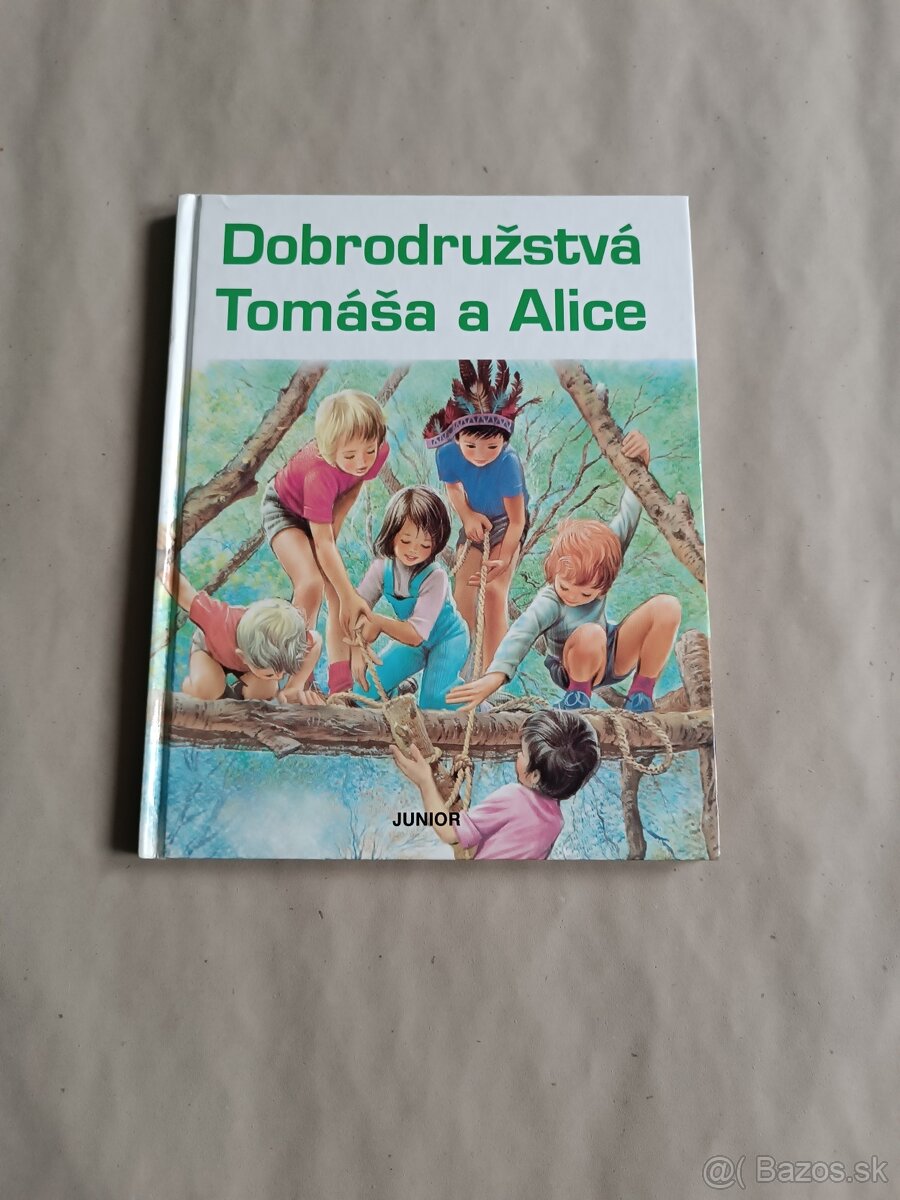 Dobrodružstvá
Tomáša a Alice
JUNIOR
@( Bazos.sk